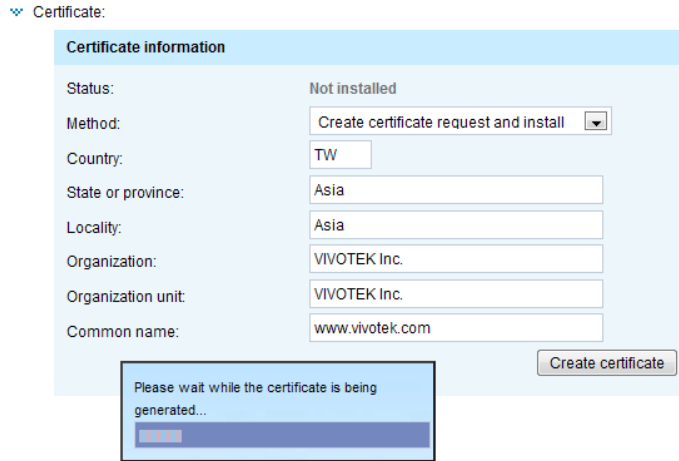 Certificate:
Certificate information
Status: Not installed
Method: Create certificate request and install
Country: TW
State or province: Asia
Locality: Asia
Organization: VIVOTEK Inc.
Organization unit: VIVOTEK Inc.
Common name: www.vivotek.com
Create certificate
Please wait while the certificate is being
generated...